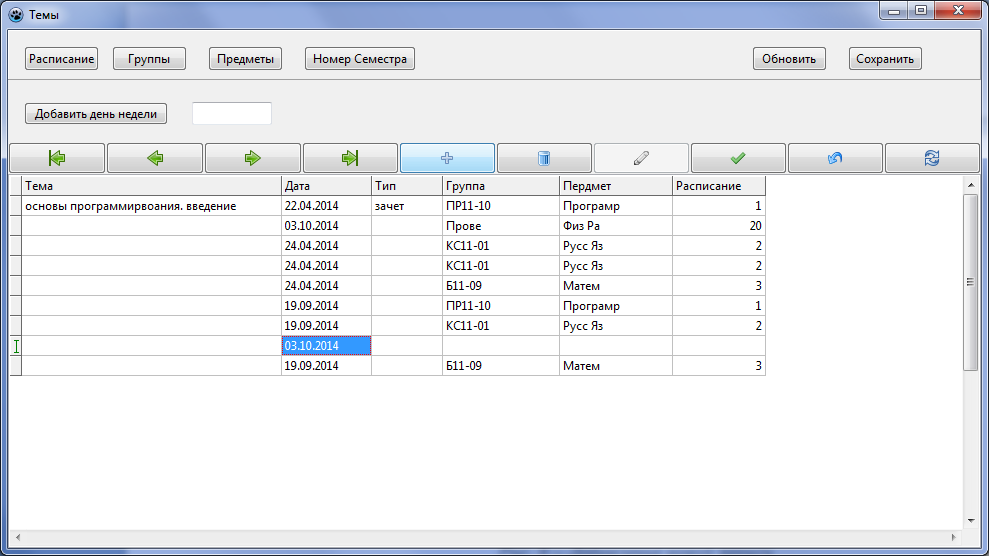 Темы
Расписание Группы Предметы Номер Семестра Обновить Сохранить
Добавить день недели
Тема Дата Тип Группа Пердмет Расписание
основы программирвоания. введение 22.04.2014 зачет ПР11-10 Програмр 1
03.10.2014 Прове Физ Ра 20
24.04.2014 КС11-01 Русс Яз 2
24.04.2014 КС11-01 Русс Яз 2
24.04.2014 Б11-09 Матем 3
19.09.2014 ПР11-10 Програмр 1
19.09.2014 КС11-01 Русс Яз 2
03.10.2014
19.09.2014 Б11-09 Матем 3